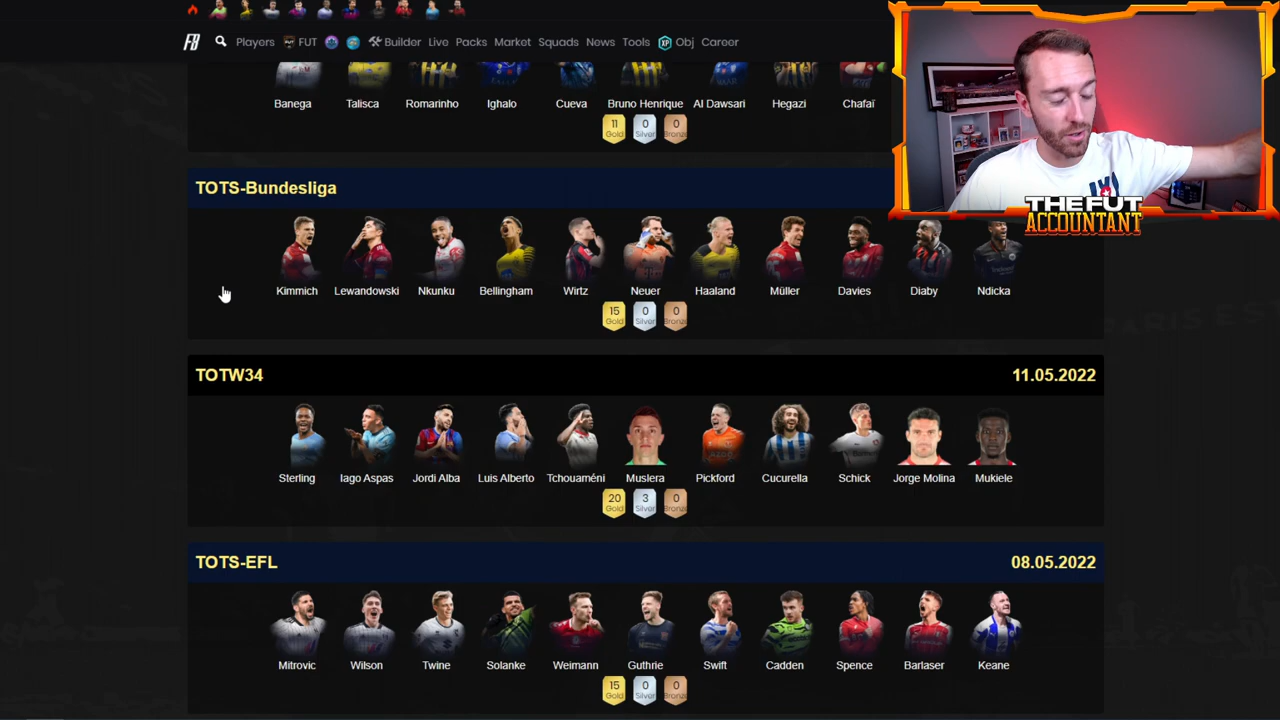 Players FUT Builder Live Packs Market Squads News Tools XP Obj Career
Banega Talisca Romarinho Ighalo Cueva Bruno Henrique Al Dawsari Hegazi Chafaï
11 0 0
Gold Silver Bronze
TOTS-Bundesliga
Kimmich Lewandowski Nkunku Bellingham Wirtz Neuer Haaland Müller Davies Diaby Ndicka
15 0 0
Gold Silver Bronze
TOTW34 11.05.2022
Sterling Iago Aspas Jordi Alba Luis Alberto Tchouaméni Muslera Pickford Cucurella Schick Jorge Molina Mukiele
20 3 0
Gold Silver Bronze
TOTS-EFL 08.05.2022
Mitrovic Wilson Twine Solanke Weimann Guthrie Swift Cadden Spence Barlaser Keane
15 0 0
Gold Silver Bronze
THE FUT
ACCOUNTANT